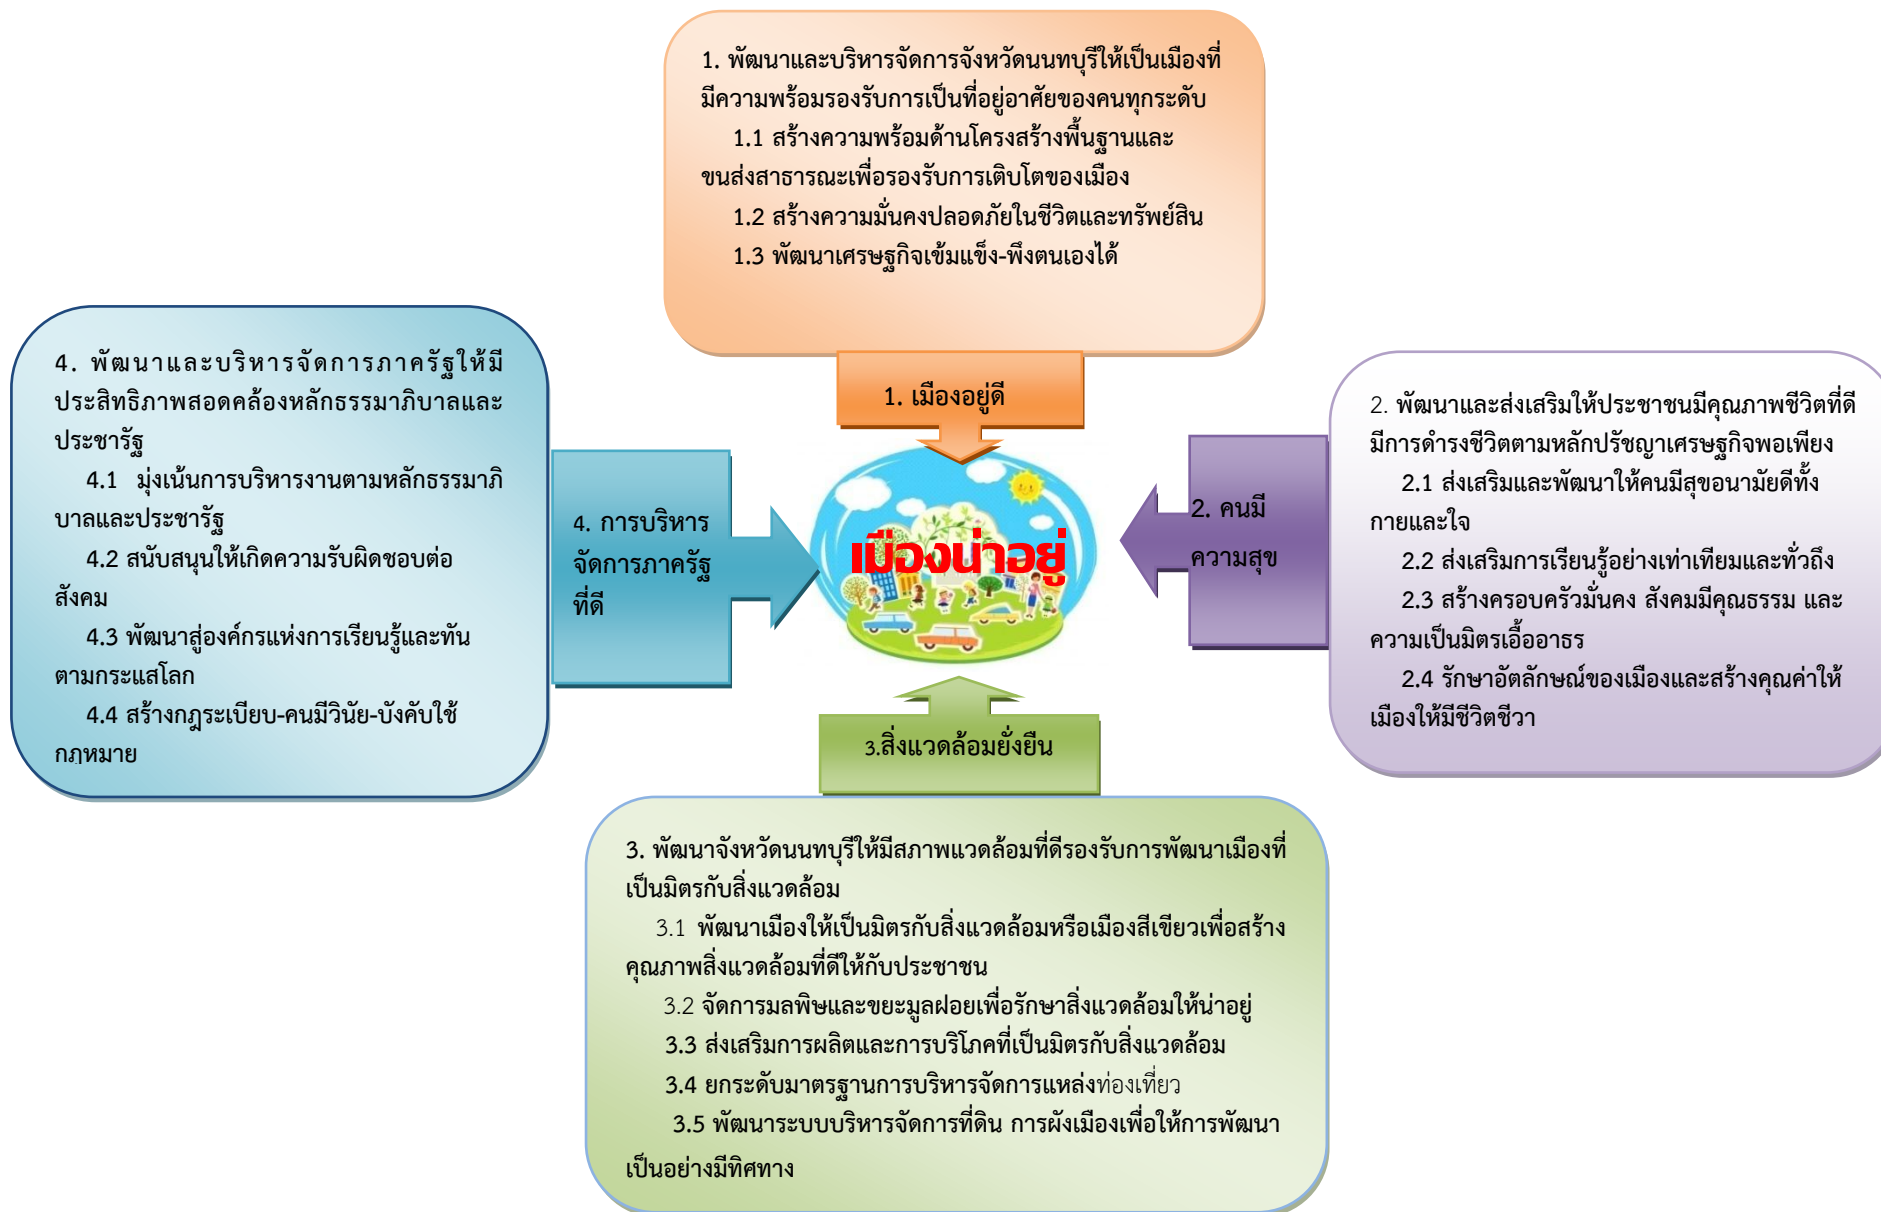 1. พัฒนาและบริหารจัดการจังหวัดนนทบุรีให้เป็นเมืองที่
มีความพร้อมรองรับการเป็นที่อยู่อาศัยของคนทุกระดับ
1.1 สร้างความพร้อมด้านโครงสร้างพื้นฐานและ
ขนส่งสาธารณะเพื่อรองรับการเติบโตของเมือง
1.2 สร้างความมั่นคงปลอดภัยในชีวิตและทรัพย์สิน
1.3 พัฒนาเศรษฐกิจเข้มแข็ง-พึงตนเองได้
1. เมืองอยู่ดี
2. พัฒนาและส่งเสริมให้ประชาชนมีคุณภาพชีวิตที่ดี
มีการดำรงชีวิตตามหลักปรัชญาเศรษฐกิจพอเพียง
2.1 ส่งเสริมและพัฒนาให้คนมีสุขอนามัยดีทั้ง
กายและใจ
2.2 ส่งเสริมการเรียนรู้อย่างเท่าเทียมและทั่วถึง
2.3 สร้างครอบครัวมั่นคง สังคมมีคุณธรรม และ
ความเป็นมิตรเอื้ออาธร
2.4 รักษาอัตลักษณ์ของเมืองและสร้างคุณค่าให้
เมืองให้มีชีวิตชีวา
2. คนมี
ความสุข
เมืองน่าอยู่
4. การบริหาร
จัดการภาครัฐ
ที่ดี
4. พัฒนาและบริหารจัดการภาครัฐให้มี
ประสิทธิภาพสอดคล้องหลักธรรมาภิบาลและ
ประชารัฐ
4.1 มุ่งเน้นการบริหารงานตามหลักธรรมาภิ
บาลและประชารัฐ
4.2 สนับสนุนให้เกิดความรับผิดชอบต่อ
สังคม
4.3 พัฒนาสู่องค์กรแห่งการเรียนรู้และทัน
ตามกระแสโลก
4.4 สร้างกฎระเบียบ-คนมีวินัย-บังคับใช้
กฎหมาย
3.สิ่งแวดล้อมยั่งยืน
3. พัฒนาจังหวัดนนทบุรีให้มีสภาพแวดล้อมที่ดีรองรับการพัฒนาเมืองที่
เป็นมิตรกับสิ่งแวดล้อม
3.1 พัฒนาเมืองให้เป็นมิตรกับสิ่งแวดล้อมหรือเมืองสีเขียวเพื่อสร้าง
คุณภาพสิ่งแวดล้อมที่ดีให้กับประชาชน
3.2 จัดการมลพิษและขยะมูลฝอยเพื่อรักษาสิ่งแวดล้อมให้น่าอยู่
3.3 ส่งเสริมการผลิตและการบริโภคที่เป็นมิตรกับสิ่งแวดล้อม
3.4 ยกระดับมาตรฐานการบริหารจัดการแหล่งท่องเที่ยว
3.5 พัฒนาระบบบริหารจัดการที่ดิน การผังเมืองเพื่อให้การพัฒนา
เป็นอย่างมีทิศทาง